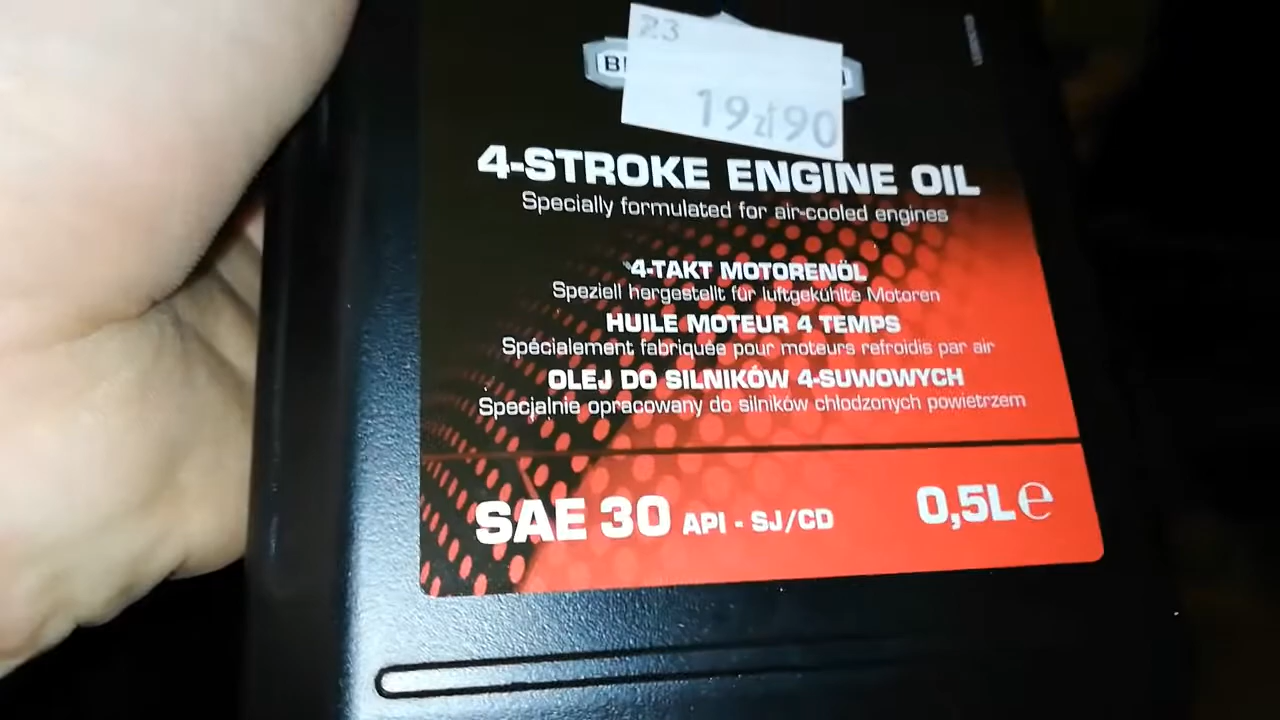 23
19zł90
4-STROKE ENGINE OIL
Specially formulated for air-cooled engines
4-TAKT MOTORENÖL
Speziell hergestellt für luftgekühlte Motoren
HUILE MOTEUR 4 TEMPS
Spécialement fabriquée pour moteurs refroidis par air
OLEJ DO SILNIKÓW 4-SUWOWYCH
Specjalnie opracowany do silników chłodzonych powietrzem
SAE 30 API - SJ/CD
0,5L e